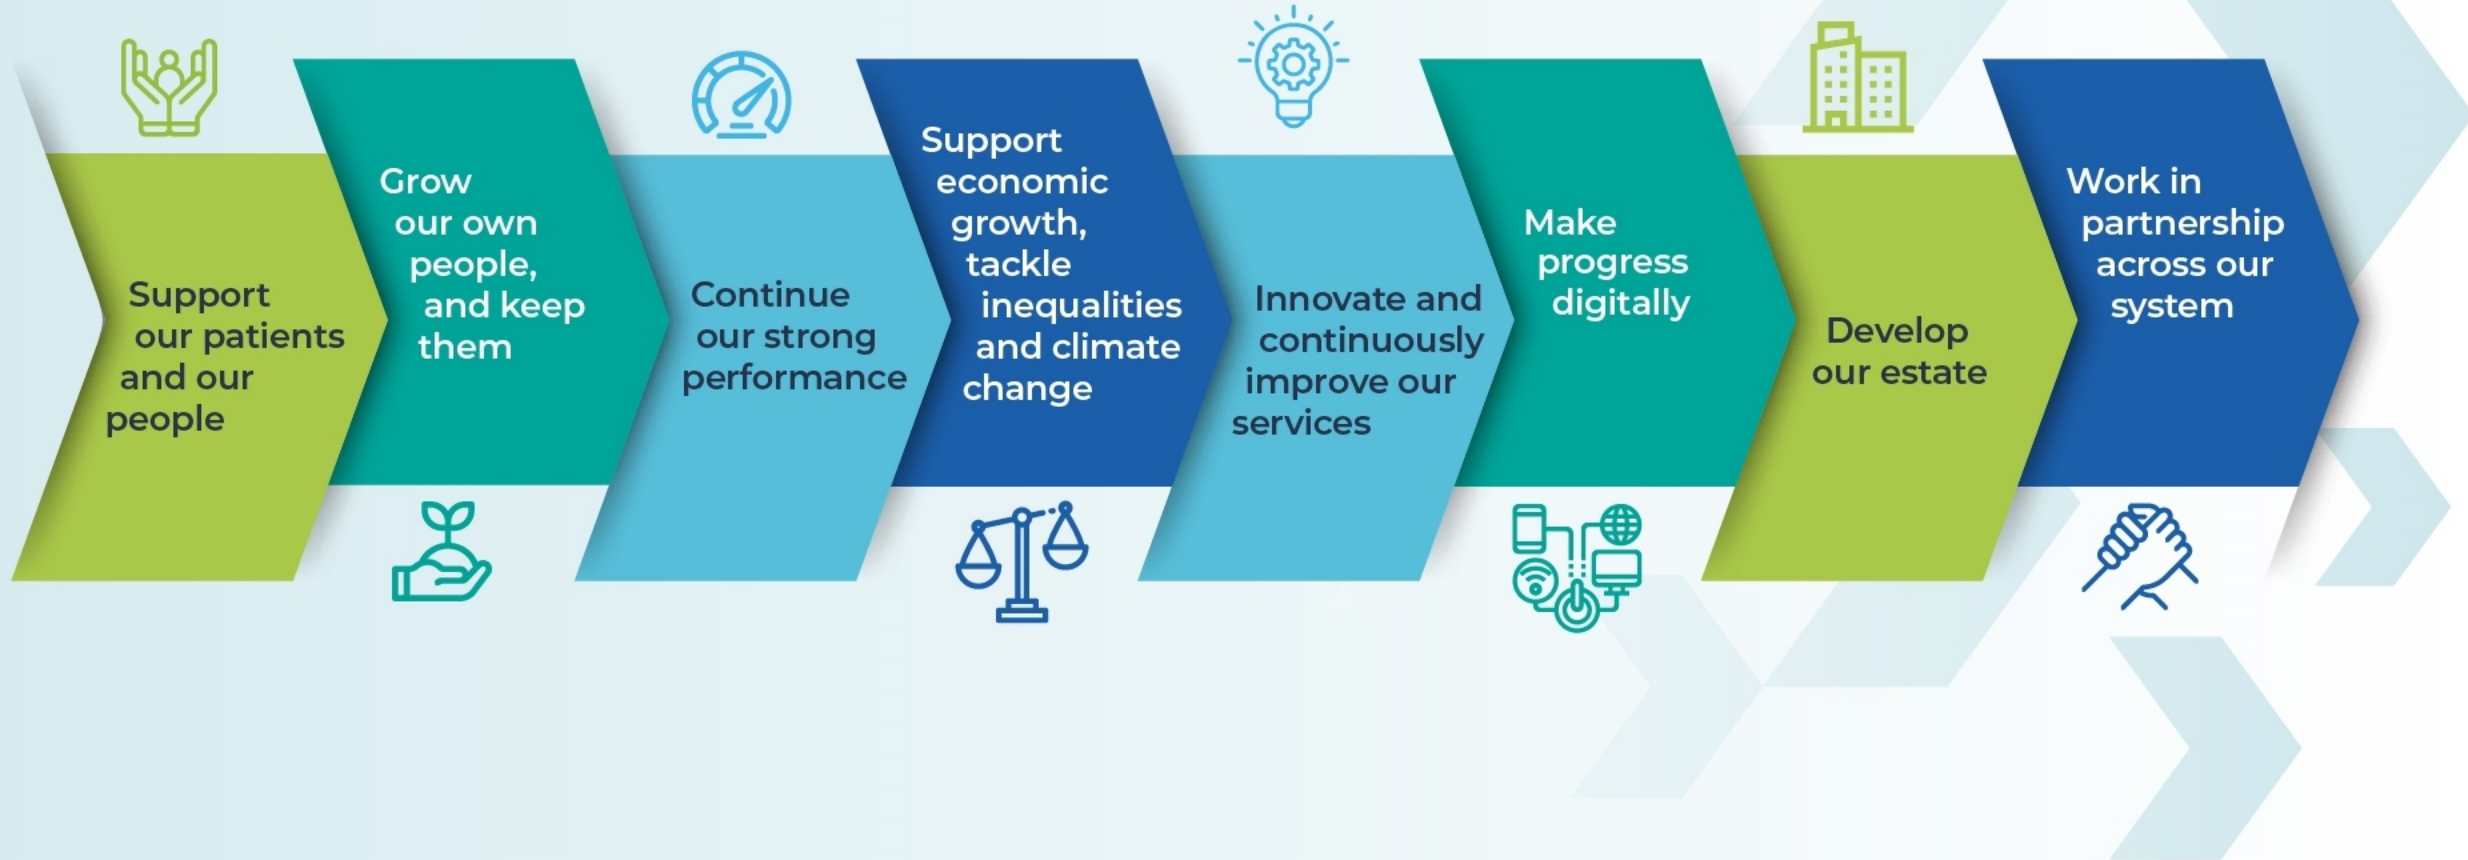 Support
our patients
and our
people
Grow
our own
people,
and keep
them
Continue
our strong
performance
Support
economic
growth,
tackle
inequalities
and climate
change
Innovate and
continuously
improve our
services
Make
progress
digitally
Develop
our estate
Work in
partnership
across our
system